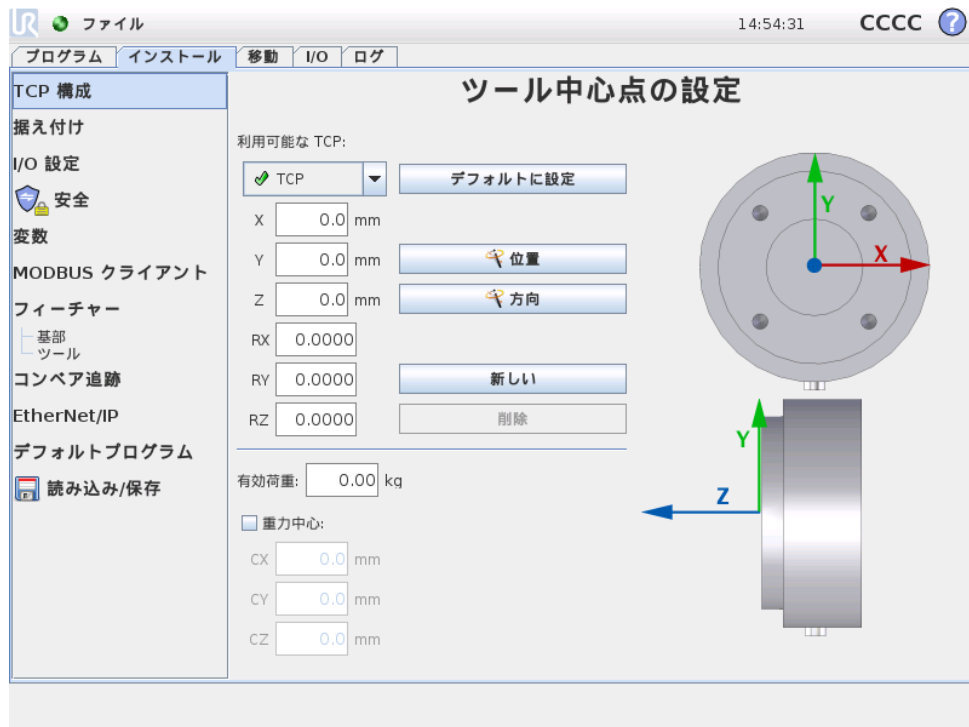 UR ファイル 14:54:31 CCCC ?
プログラム インストール 移動 I/O ログ
TCP 構成
据え付け
I/O 設定
安全
変数
MODBUS クライアント
フィーチャー
基部
ツール
コンベア追跡
EtherNet/IP
デフォルトプログラム
読み込み/保存
ツール中心点の設定
利用可能な TCP:
TCP デフォルトに設定
X 0.0 mm
Y 0.0 mm 位置
Z 0.0 mm 方向
RX 0.0000
RY 0.0000 新しい
RZ 0.0000 削除
有効荷重: 0.00 kg
重力中心:
CX 0.0 mm
CY 0.0 mm
CZ 0.0 mm
Y
X
Y
Z